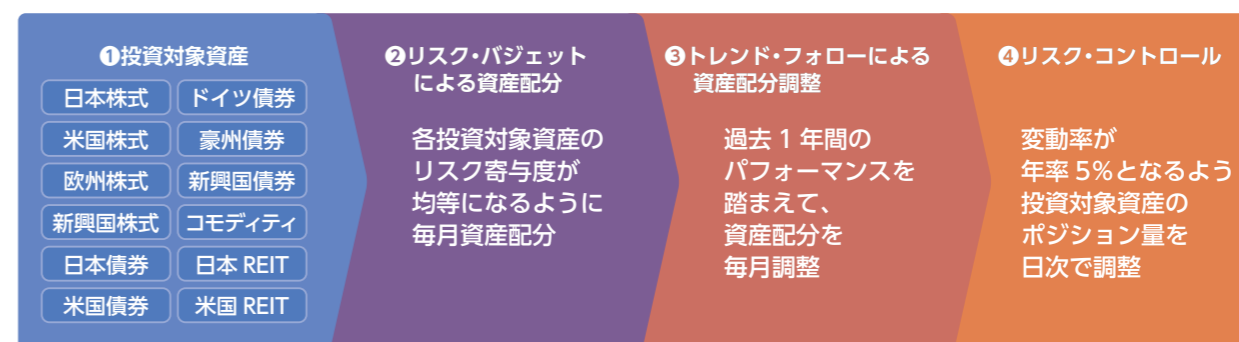 ❶投資対象資産
日本株式 ドイツ債券
米国株式 豪州債券
欧州株式 新興国債券
新興国株式 コモディティ
日本債券 日本 REIT
米国債券 米国 REIT
❷リスク・バジェット
による資産配分
各投資対象資産の
リスク寄与度が
均等になるように
毎月資産配分
❸トレンド・フォローによる
資産配分調整
過去 1 年間の
パフォーマンスを
踏まえて、
資産配分を
毎月調整
❹リスク・コントロール
変動率が
年率 5%となるよう
投資対象資産の
ポジション量を
日次で調整